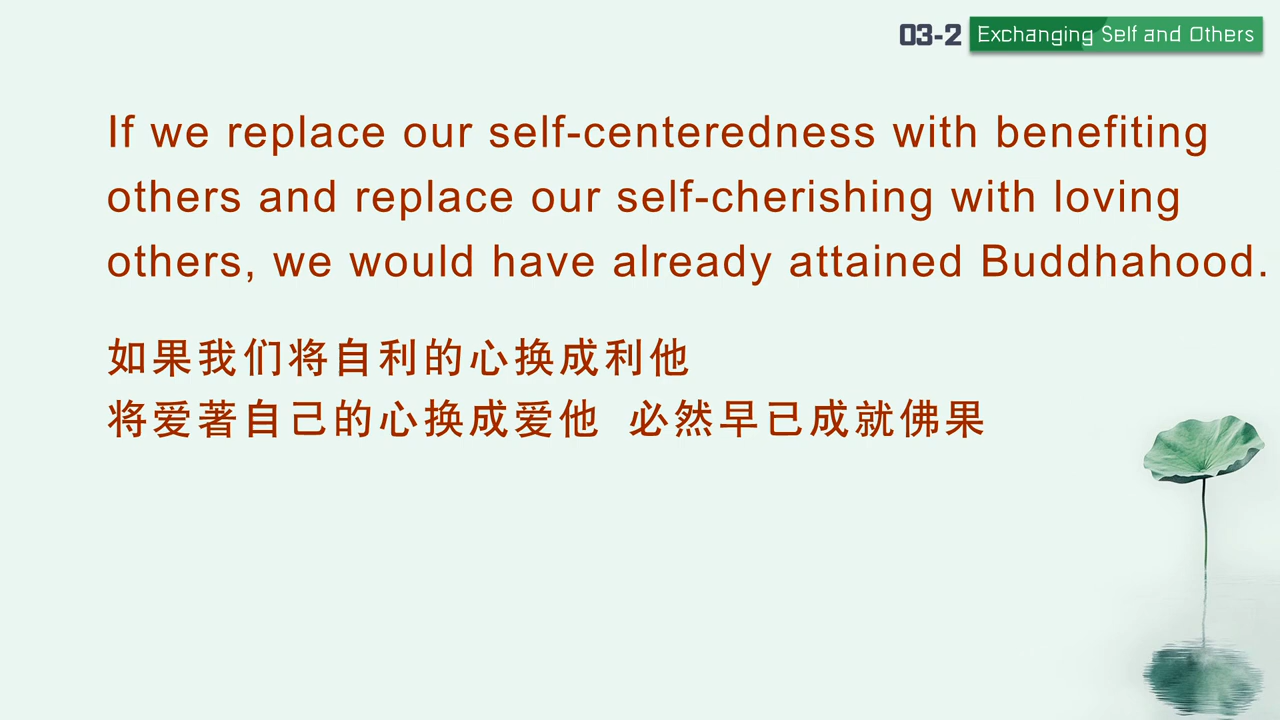 03-2 Exchanging Self and Others
If we replace our self-centeredness with benefiting
others and replace our self-cherishing with loving
others, we would have already attained Buddhahood.
如果我们将自利的心换成利他
将爱著自己的心换成爱他 必然早已成就佛果